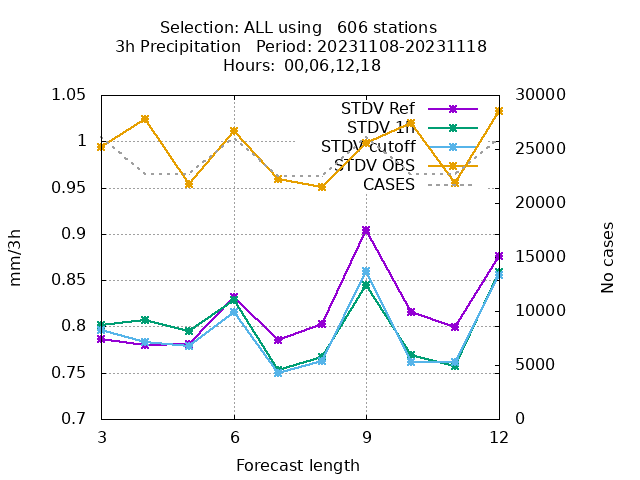 Selection: ALL using   606 stations
3h Precipitation   Period: 20231108-20231118
Hours: 00,06,12,18
STDV Ref
STDV 1h
STDV Cutoff
STDV OBS
CASES
1.05
1
0.95
0.9
0.85
0.8
0.75
0.7
30000
25000
20000
15000
10000
5000
0
mm/3h
No cases
3 6 9 12
Forecast length